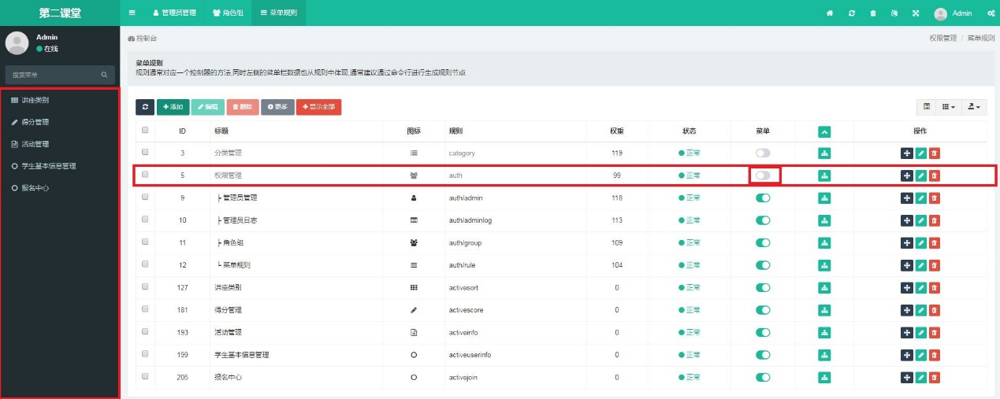 第二课堂 管理员管理 角色组 菜单规则 Admin
Admin
在线
控制台 权限管理 / 菜单规则
搜索菜单
菜单规则
规则通常对应一个控制器的方法,同时左侧的菜单栏数据也从规则中体现,通常建议通过命令行进行生成规则节点
讲座类别
得分管理
活动管理
学生基本信息管理
报名中心
添加 编辑 删除 更多 显示全部
ID 标题 图标 规则 权重 状态 菜单 操作
3 分类管理 category 119 正常
5 权限管理 auth 99 正常
9 ├ 管理员管理 auth/admin 118 正常
10 ├ 管理员日志 auth/adminlog 113 正常
11 ├ 角色组 auth/group 109 正常
12 └ 菜单规则 auth/rule 104 正常
127 讲座类别 activesort 0 正常
181 得分管理 activescore 0 正常
193 活动管理 activeinfo 0 正常
199 学生基本信息管理 activeuserinfo 0 正常
205 报名中心 activejoin 0 正常